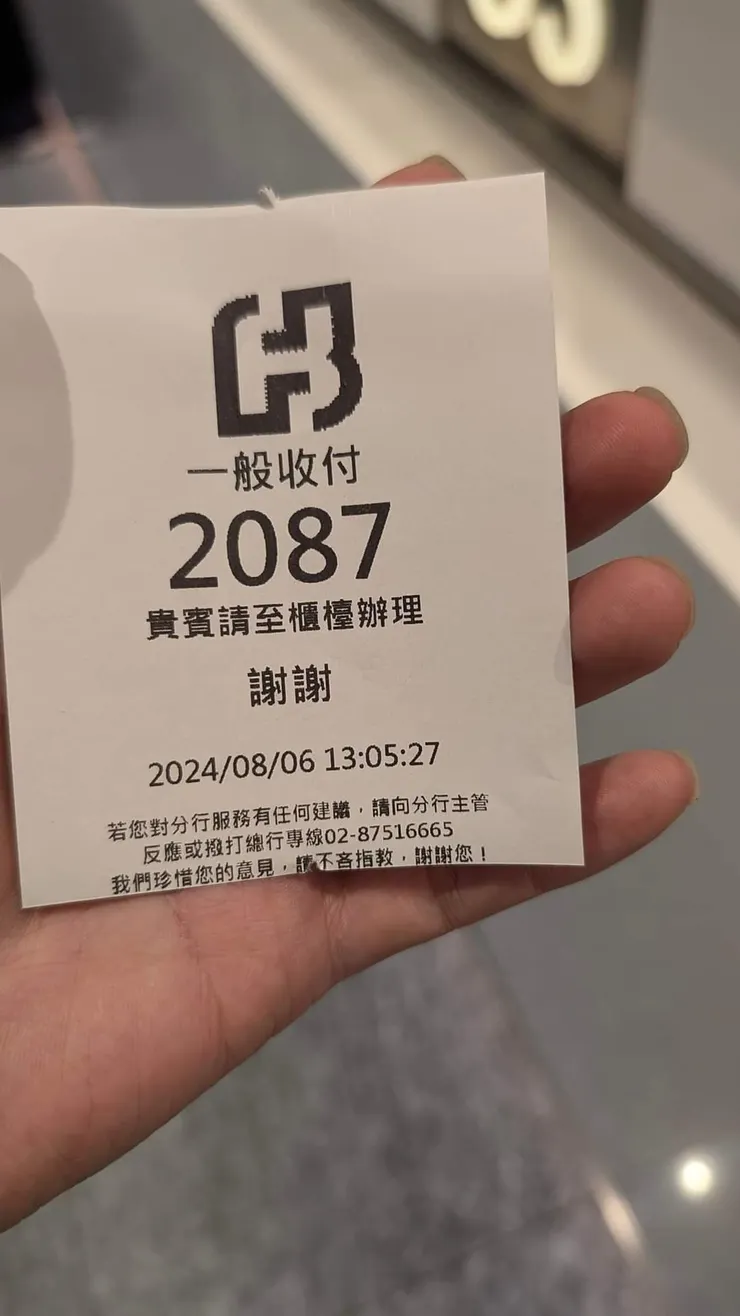 一般收付
2087
貴賓請至櫃檯辦理
謝謝
2024/08/06 13:05:27
若您對分行服務有任何建議，請向分行主管
反應或撥打總行專線02-87516665
我們珍惜您的意見，請不吝指教，謝謝您！